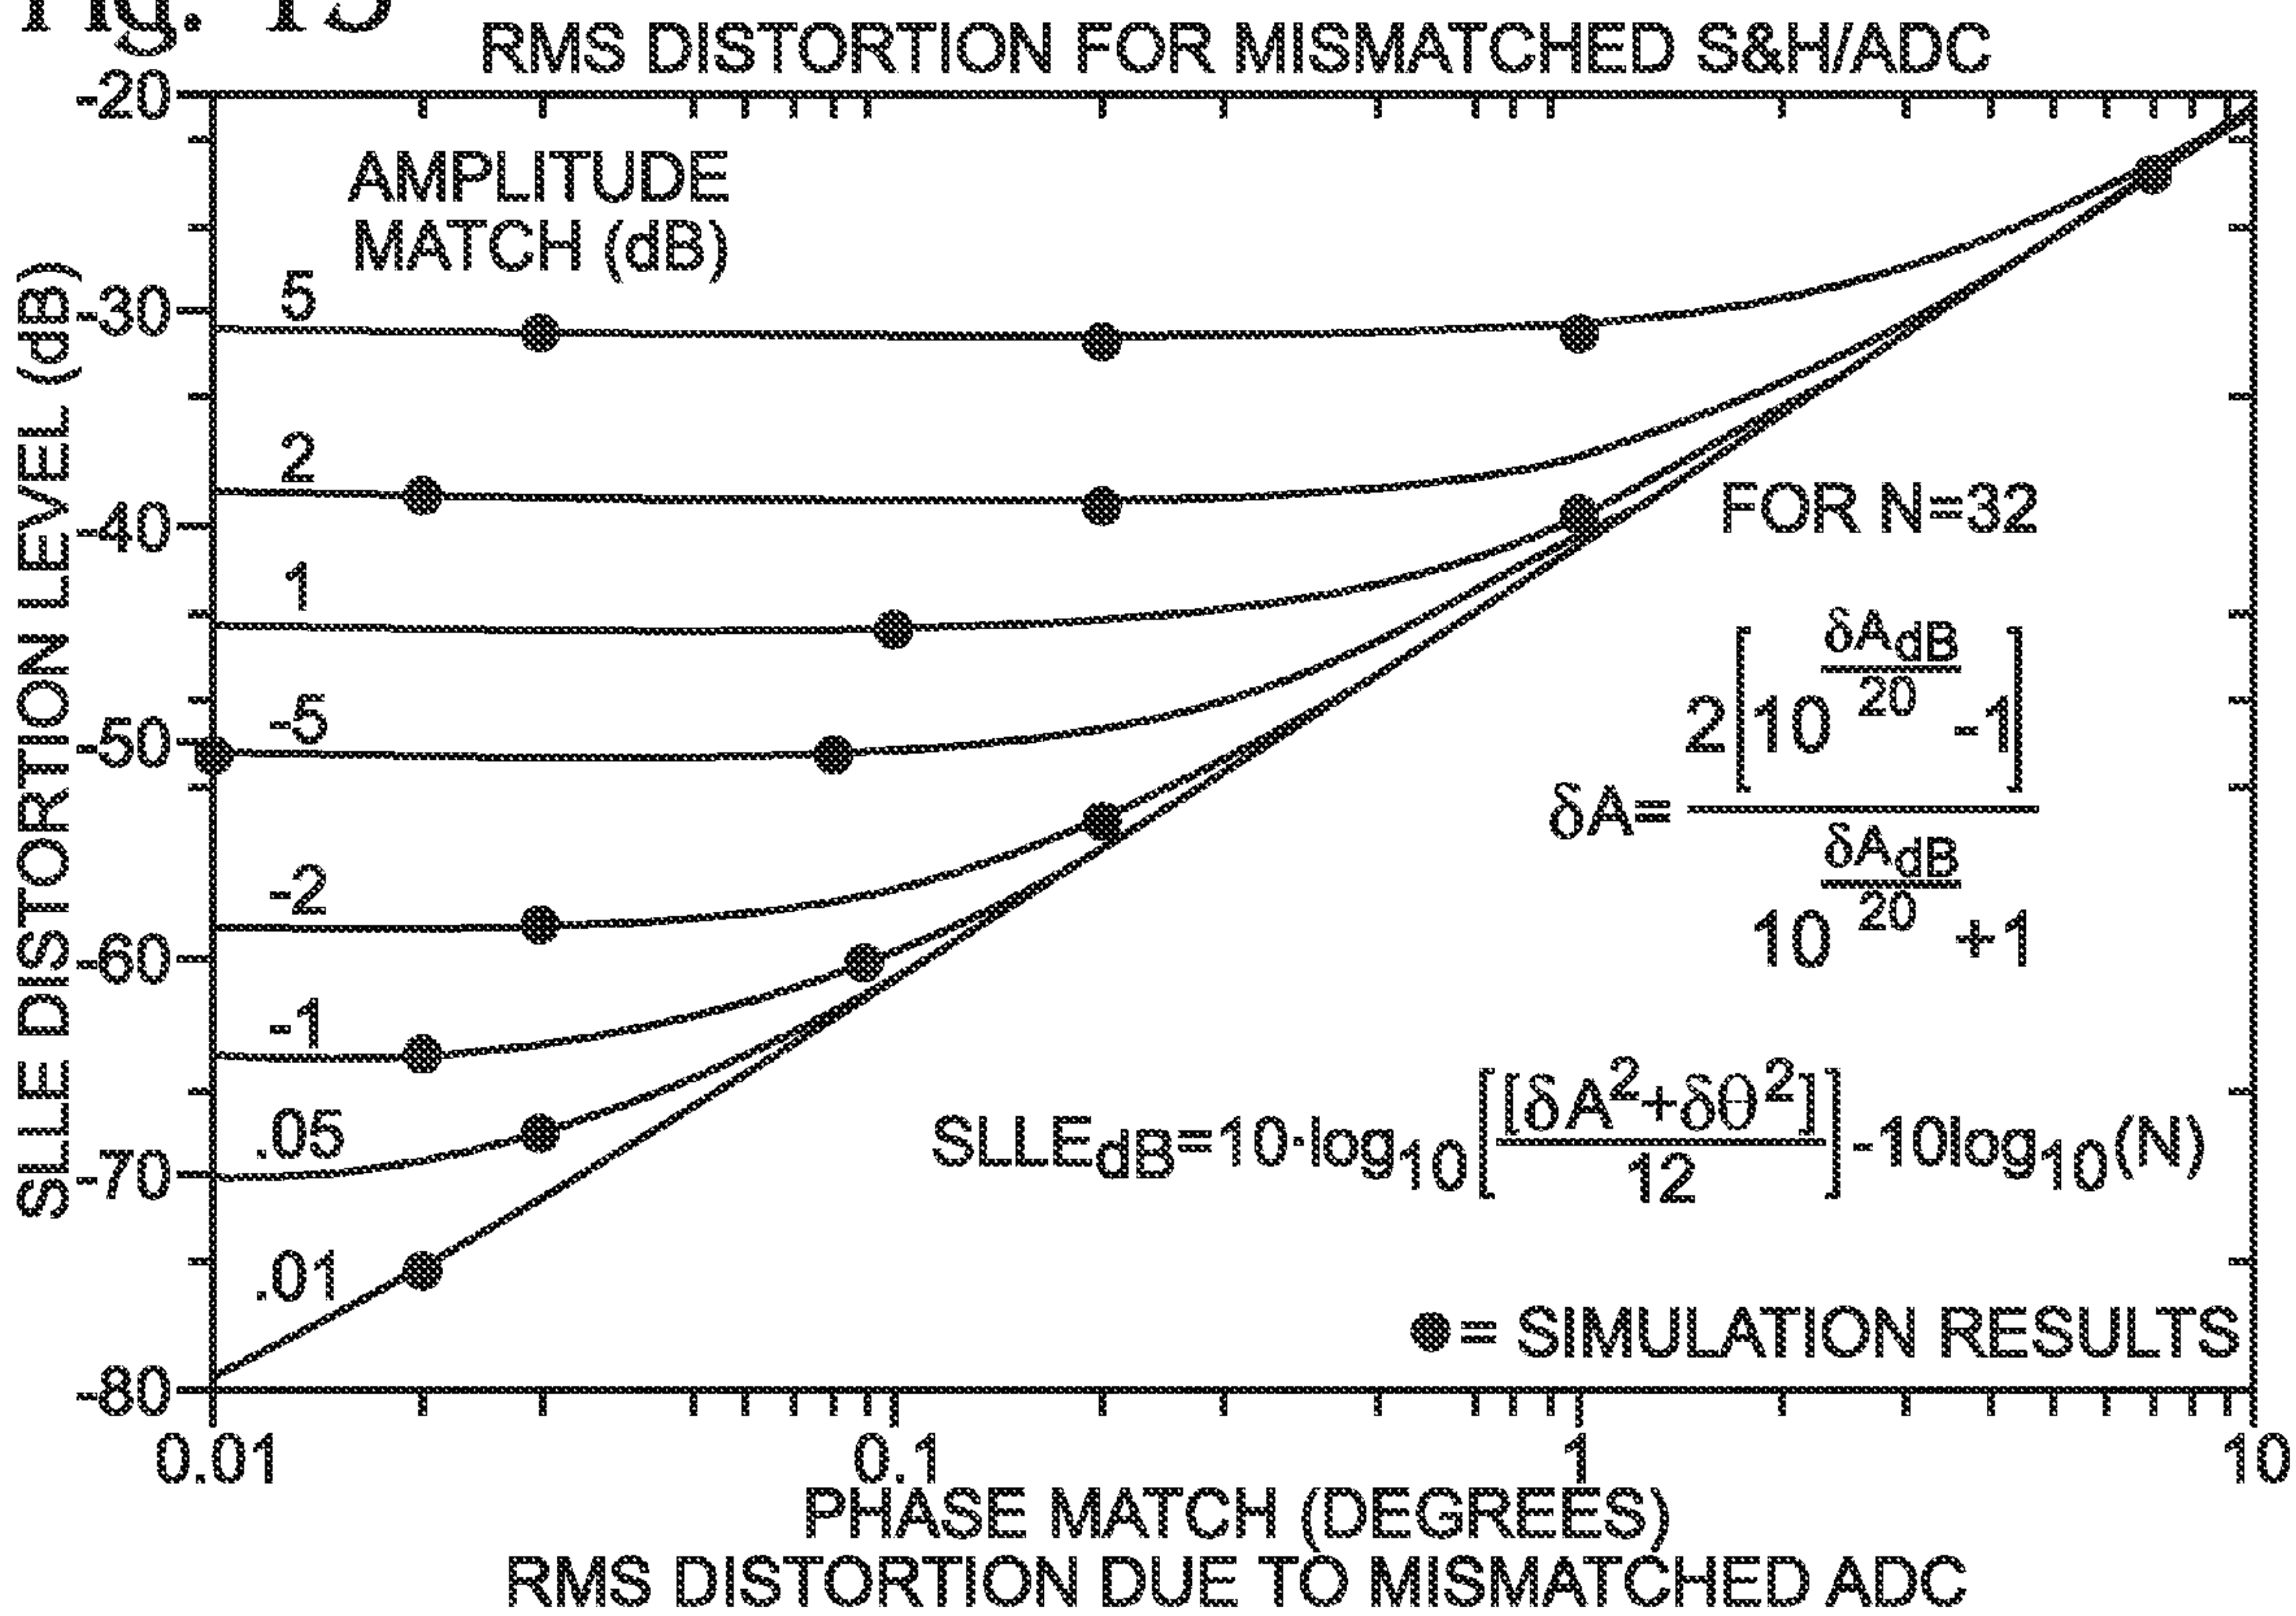 Fig. 13
RMS DISTORTION FOR MISMATCHED S&H/ADC
-20
-30
-40
-50
-60
-70
-80
SLLE DISTORTION LEVEL (dB)
AMPLITUDE
MATCH (dB)
5
2
1
-5
-2
-1
.05
.01
FOR N=32
δA= 2[10^(δAdB/20) -1] / 10^(δAdB/20) +1
SLLEdB=10·log10[[δA²+δθ²]/12]-10log10(N)
●= SIMULATION RESULTS
0.01
0.1
1
10
PHASE MATCH (DEGREES)
RMS DISTORTION DUE TO MISMATCHED ADC